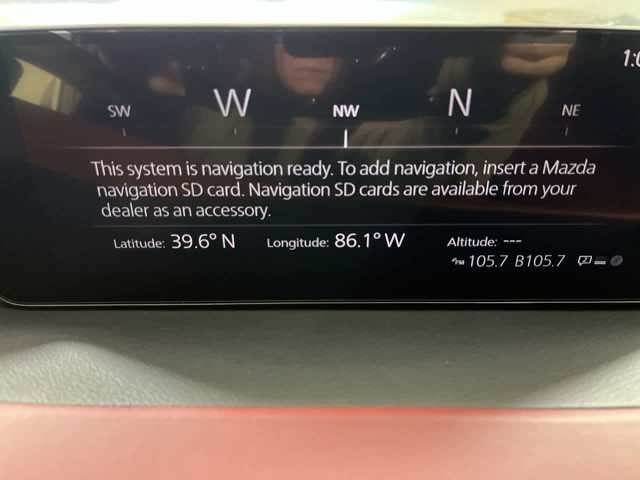 SW W NW N NE
This system is navigation ready. To add navigation, insert a Mazda
navigation SD card. Navigation SD cards are available from your
dealer as an accessory.
Latitude: 39.6° N Longitude: 86.1° W Altitude: ---
FM 105.7 B105.7